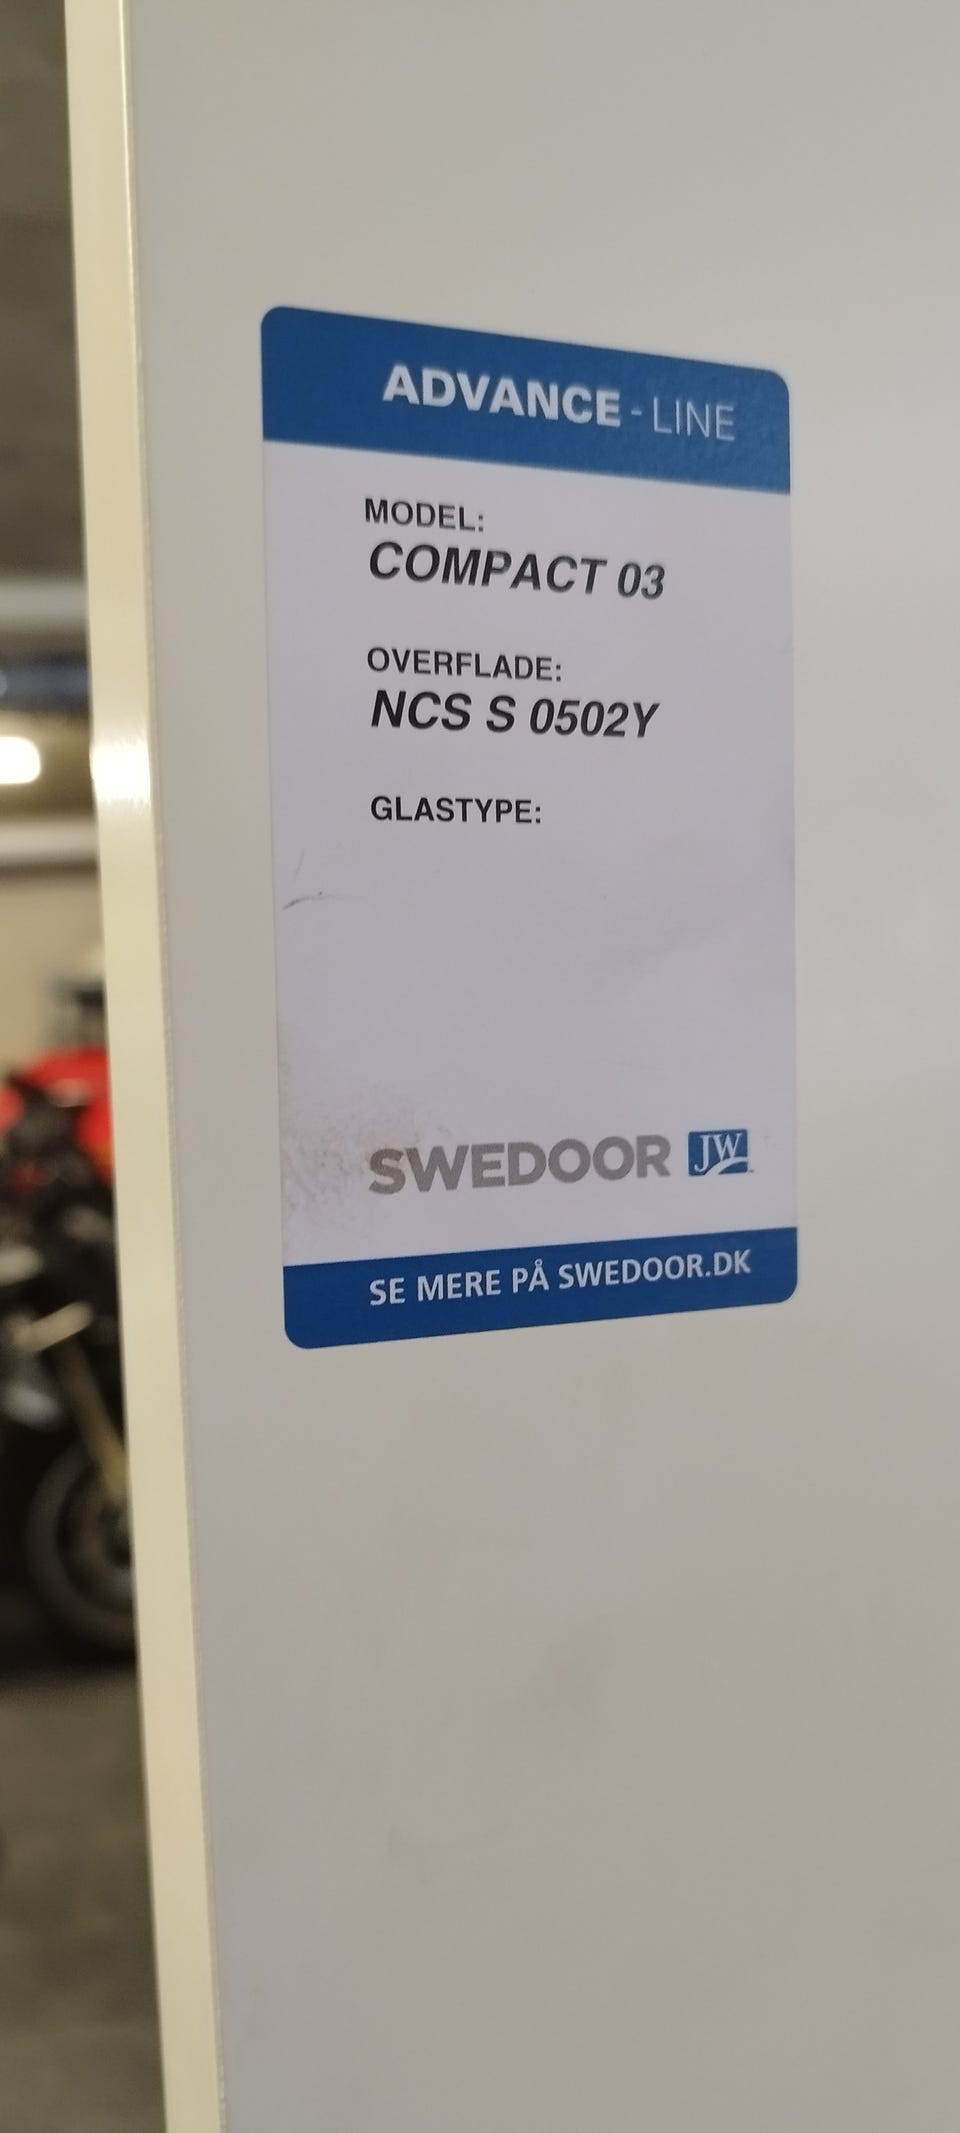 ADVANCE - LINE
MODEL:
COMPACT 03
OVERFLADE:
NCS S 0502Y
GLASTYPE:
SWEDOOR JW
SE MERE PÅ SWEDOOR.DK